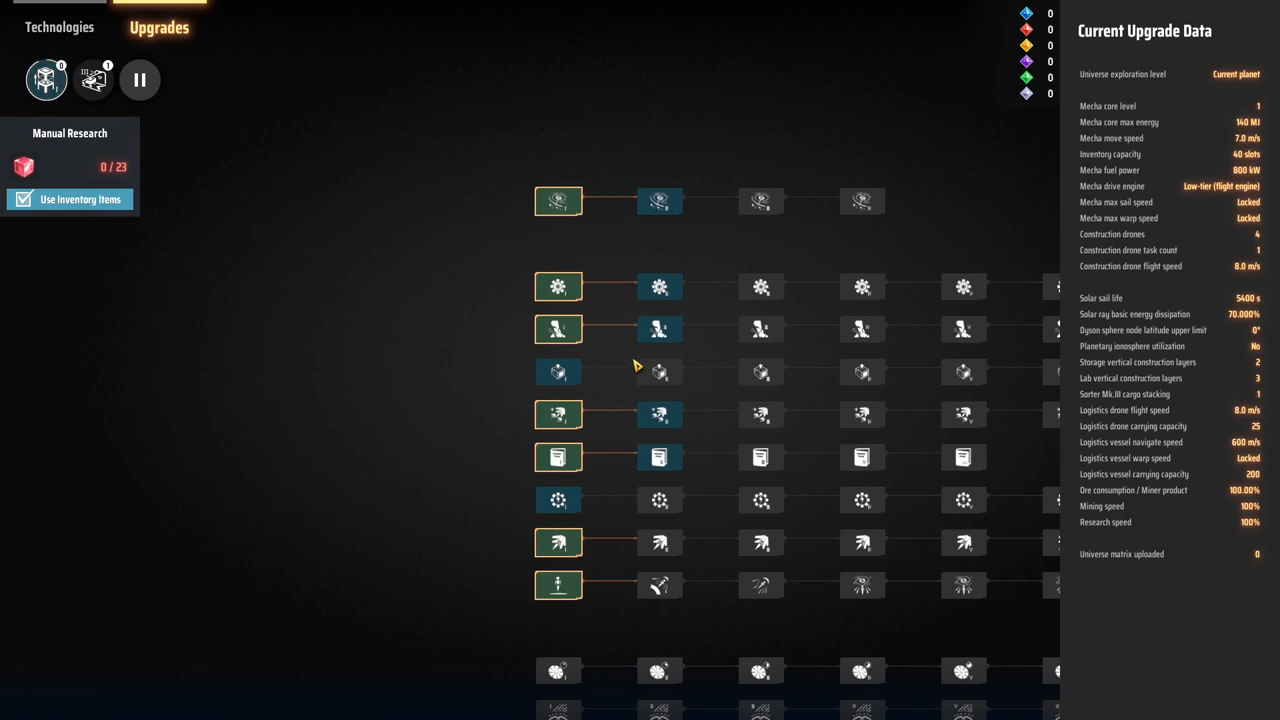 Technologies
Upgrades
0
1
III
Manual Research
0 / 23
Use Inventory Items
0
0
0
0
0
0
Current Upgrade Data
Universe exploration level Current planet
Mecha core level 1
Mecha core max energy 140 MJ
Mecha move speed 7.0 m/s
Inventory capacity 40 slots
Mecha fuel power 800 kW
Mecha drive engine Low-tier (flight engine)
Mecha max sail speed Locked
Mecha max warp speed Locked
Construction drones 4
Construction drone task count 1
Construction drone flight speed 8.0 m/s
Solar sail life 5400 s
Solar ray basic energy dissipation 70.000%
Dyson sphere node latitude upper limit 0°
Planetary ionosphere utilization No
Storage vertical construction layers 2
Lab vertical construction layers 3
Sorter Mk.III cargo stacking 1
Logistics drone flight speed 8.0 m/s
Logistics drone carrying capacity 25
Logistics vessel navigate speed 600 m/s
Logistics vessel warp speed Locked
Logistics vessel carrying capacity 200
Ore consumption / Miner product 100.00%
Mining speed 100%
Research speed 100%
Universe matrix uploaded 0